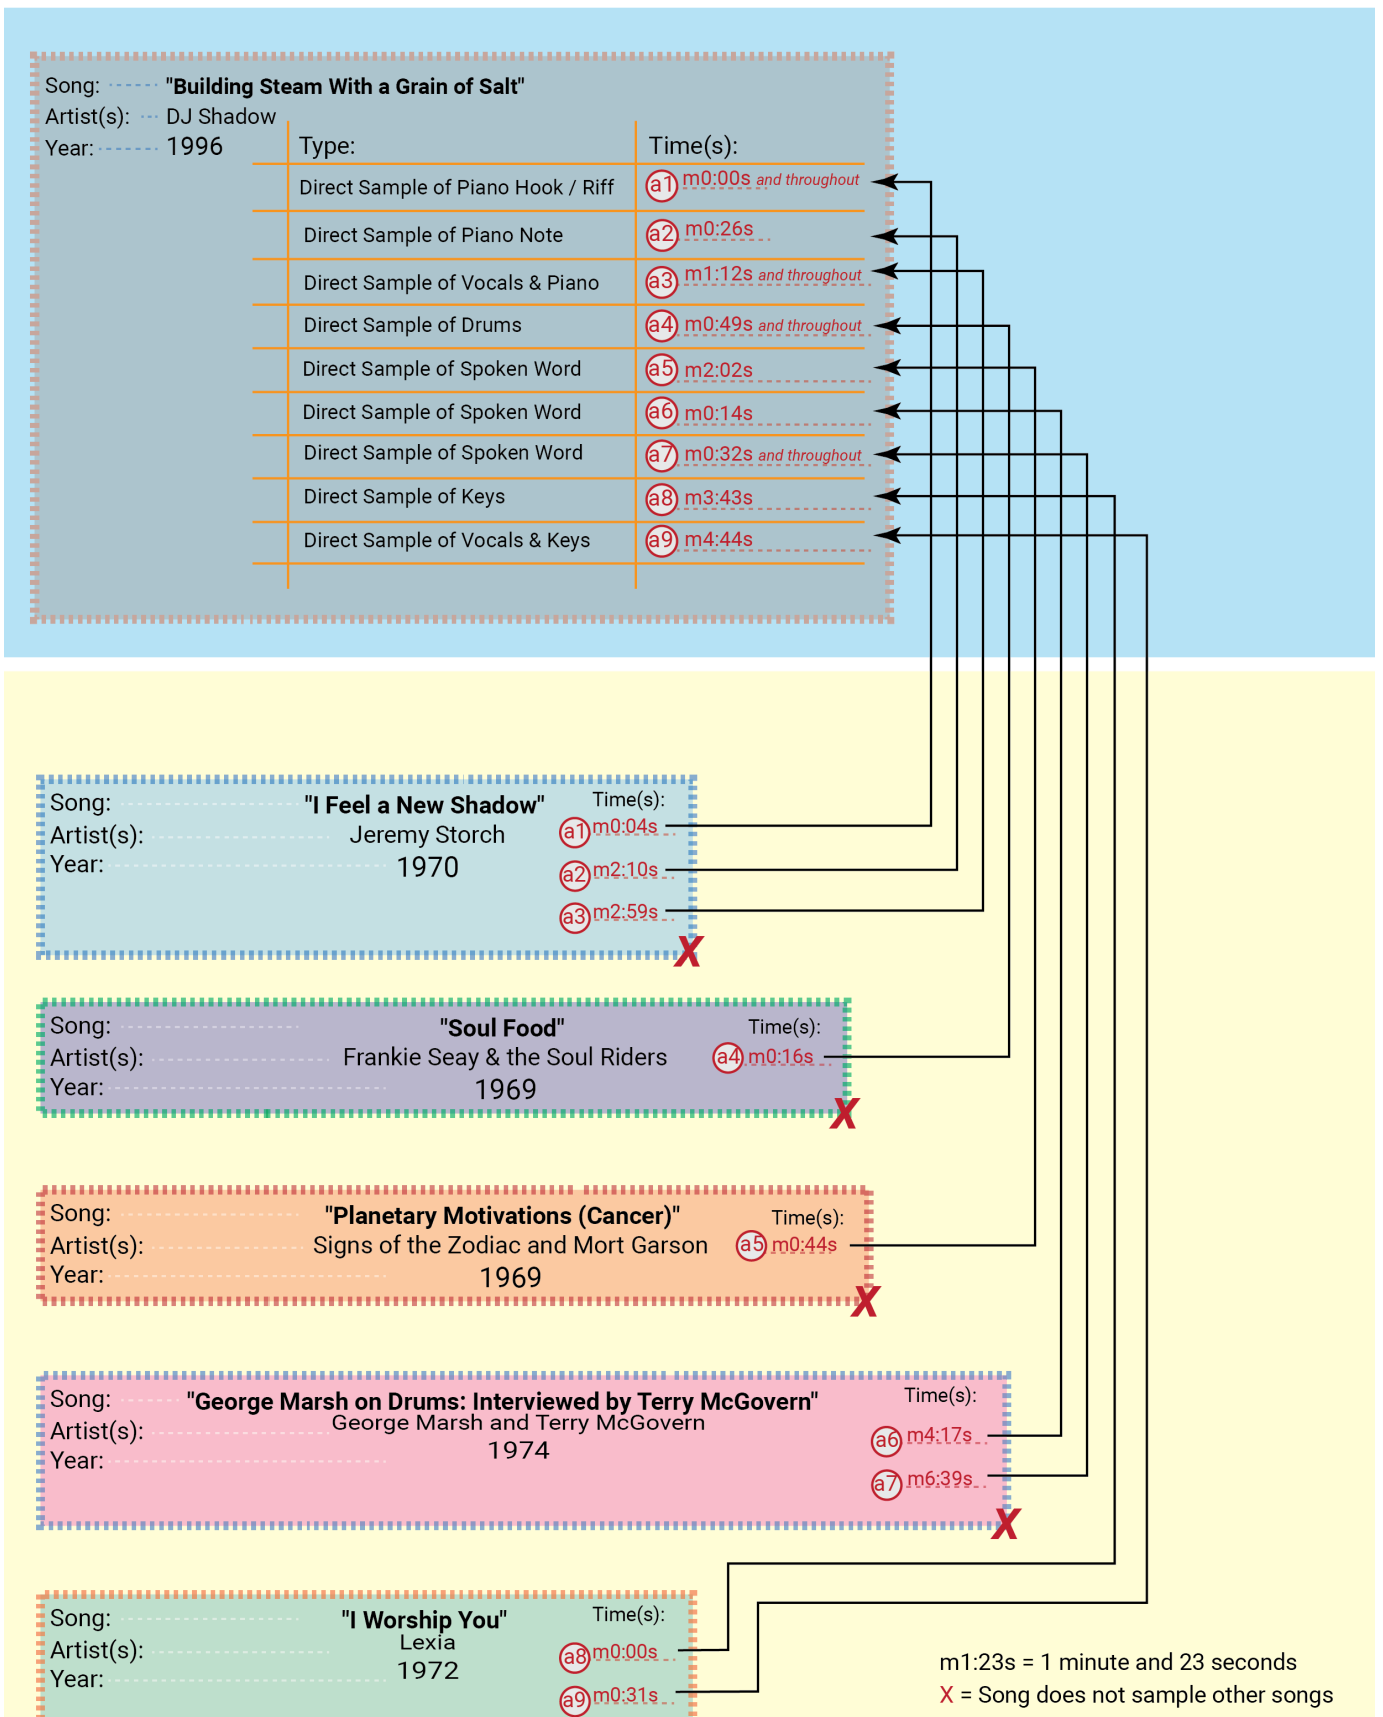 Song: "Building Steam With a Grain of Salt"
Artist(s): DJ Shadow
Year: 1996
Type: Time(s):
Direct Sample of Piano Hook / Riff a1 m0:00s and throughout
Direct Sample of Piano Note a2 m0:26s
Direct Sample of Vocals & Piano a3 m1:12s and throughout
Direct Sample of Drums a4 m0:49s and throughout
Direct Sample of Spoken Word a5 m2:02s
Direct Sample of Spoken Word a6 m0:14s
Direct Sample of Spoken Word a7 m0:32s and throughout
Direct Sample of Keys a8 m3:43s
Direct Sample of Vocals & Keys a9 m4:44s
Song: "I Feel a New Shadow" Time(s):
Artist(s): Jeremy Storch a1 m0:04s
Year: 1970 a2 m2:10s
a3 m2:59s
X
Song: "Soul Food" Time(s):
Artist(s): Frankie Seay & the Soul Riders a4 m0:16s
Year: 1969
X
Song: "Planetary Motivations (Cancer)" Time(s):
Artist(s): Signs of the Zodiac and Mort Garson a5 m0:44s
Year: 1969
X
Song: "George Marsh on Drums: Interviewed by Terry McGovern" Time(s):
Artist(s): George Marsh and Terry McGovern a6 m4:17s
Year: 1974 a7 m6:39s
X
Song: "I Worship You" Time(s):
Artist(s): Lexia a8 m0:00s
Year: 1972 a9 m0:31s
m1:23s = 1 minute and 23 seconds
X = Song does not sample other songs